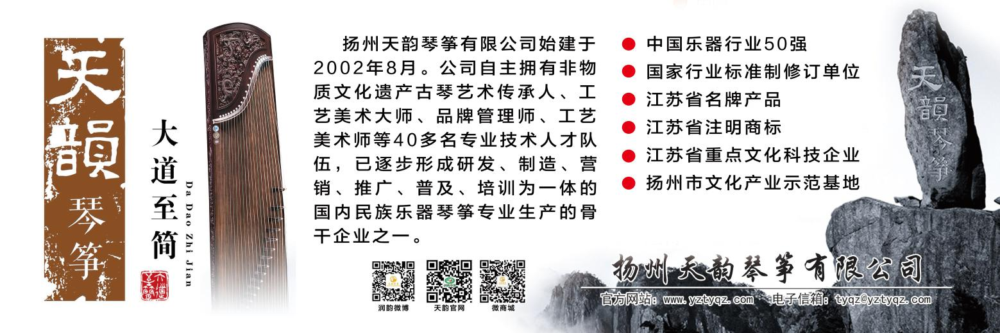 天韻
琴筝
大道至简
Da Dao Zhi Jian
大道至簡
扬州天韵琴筝有限公司始建于
2002年8月。公司自主拥有非物
质文化遗产古琴艺术传承人、工
艺美术大师、品牌管理师、工艺
美术师等40多名专业技术人才队
伍，已逐步形成研发、制造、营
销、推广、普及、培训为一体的
国内民族乐器琴筝专业生产的骨
干企业之一。
润韵微博
天韵官网
微商城
中国乐器行业50强
国家行业标准制修订单位
江苏省名牌产品
江苏省注明商标
江苏省重点文化科技企业
扬州市文化产业示范基地
天韻琴筝
扬州天韵琴筝有限公司
官方网站：www.yztyqz.com 电子信箱：tyqz@yztyqz.com